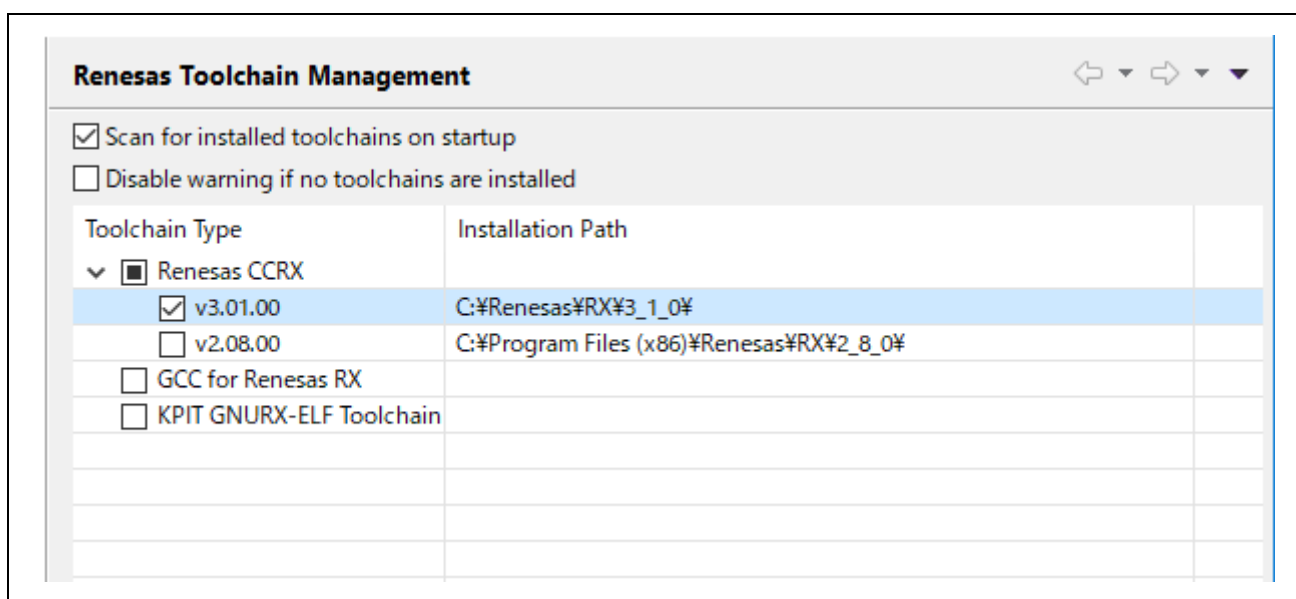 Renesas Toolchain Management
Scan for installed toolchains on startup
Disable warning if no toolchains are installed
Toolchain Type Installation Path
Renesas CCRX
v3.01.00 C:¥Renesas¥RX¥3_1_0¥
v2.08.00 C:¥Program Files (x86)¥Renesas¥RX¥2_8_0¥
GCC for Renesas RX
KPIT GNURX-ELF Toolchain